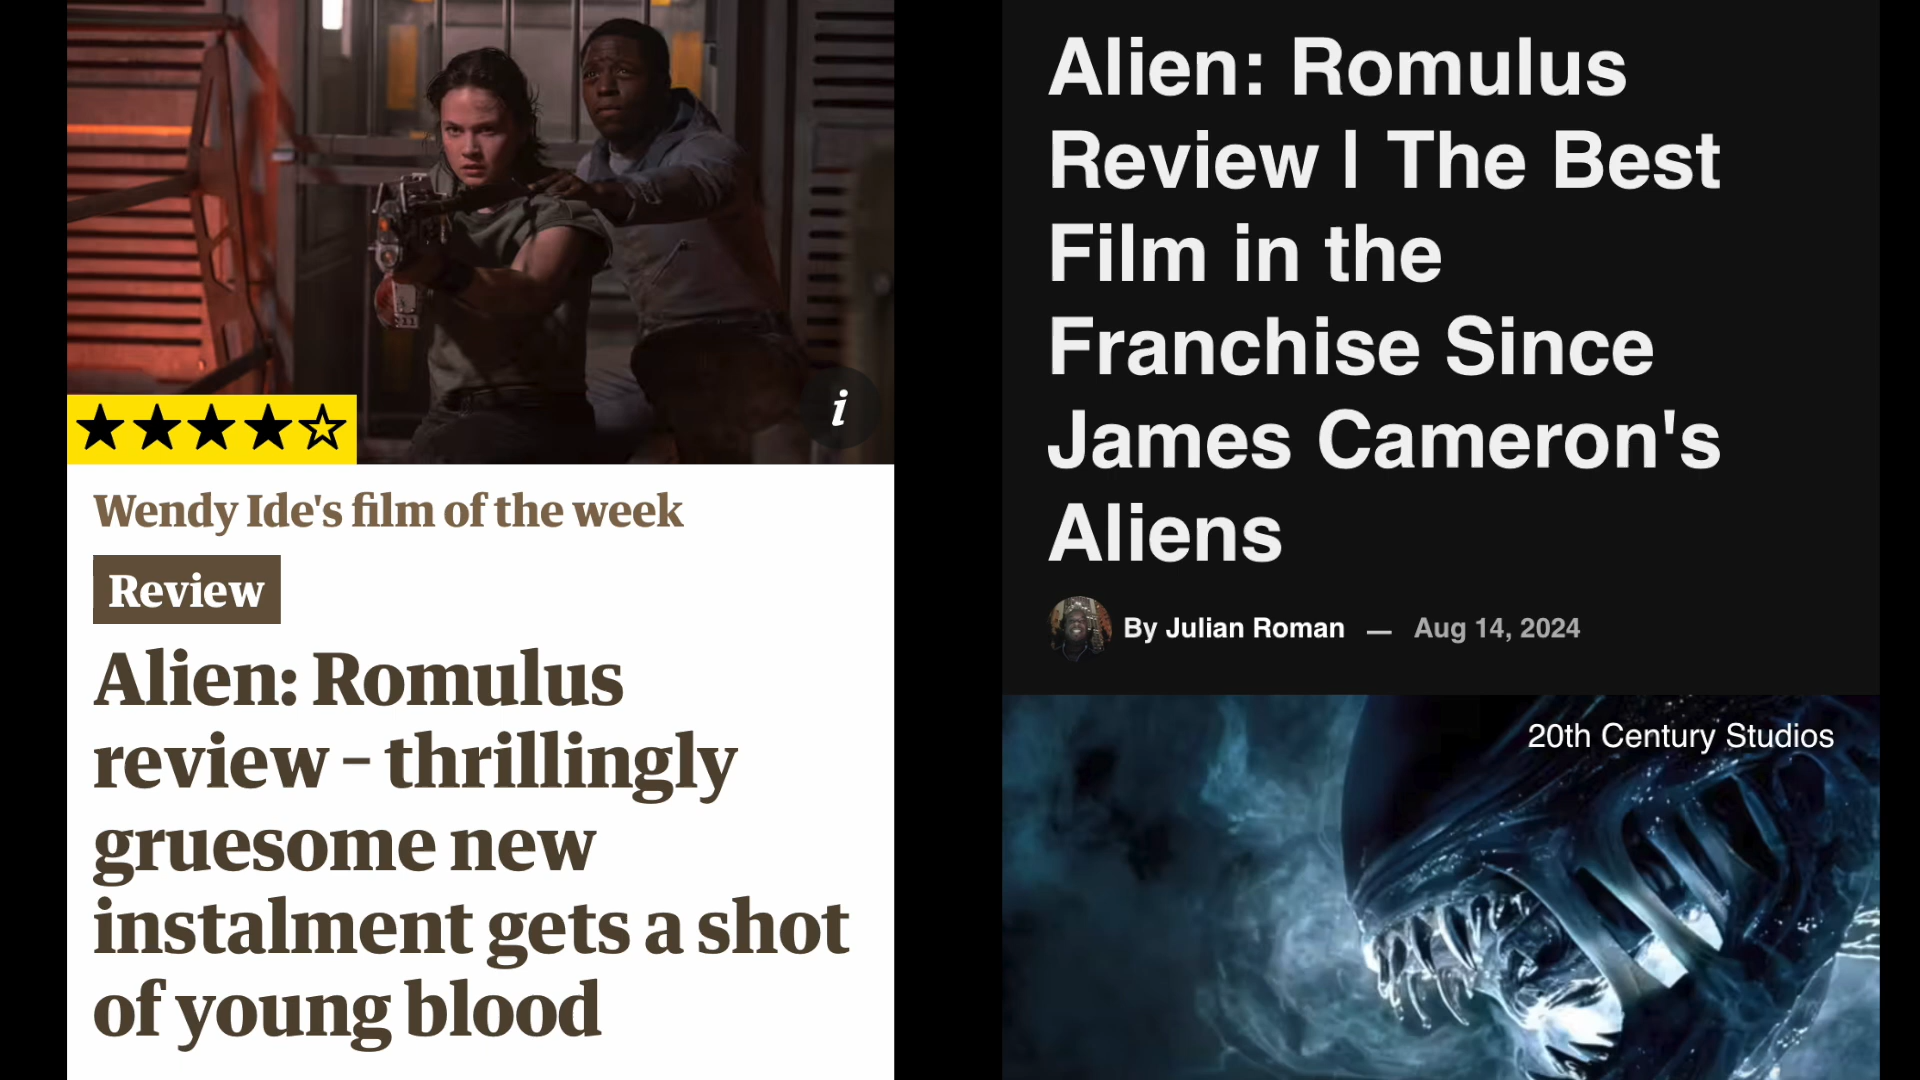 i
Wendy Ide's film of the week
Review
Alien: Romulus
review – thrillingly
gruesome new
instalment gets a shot
of young blood
Alien: Romulus
Review | The Best
Film in the
Franchise Since
James Cameron's
Aliens
By Julian Roman — Aug 14, 2024
20th Century Studios